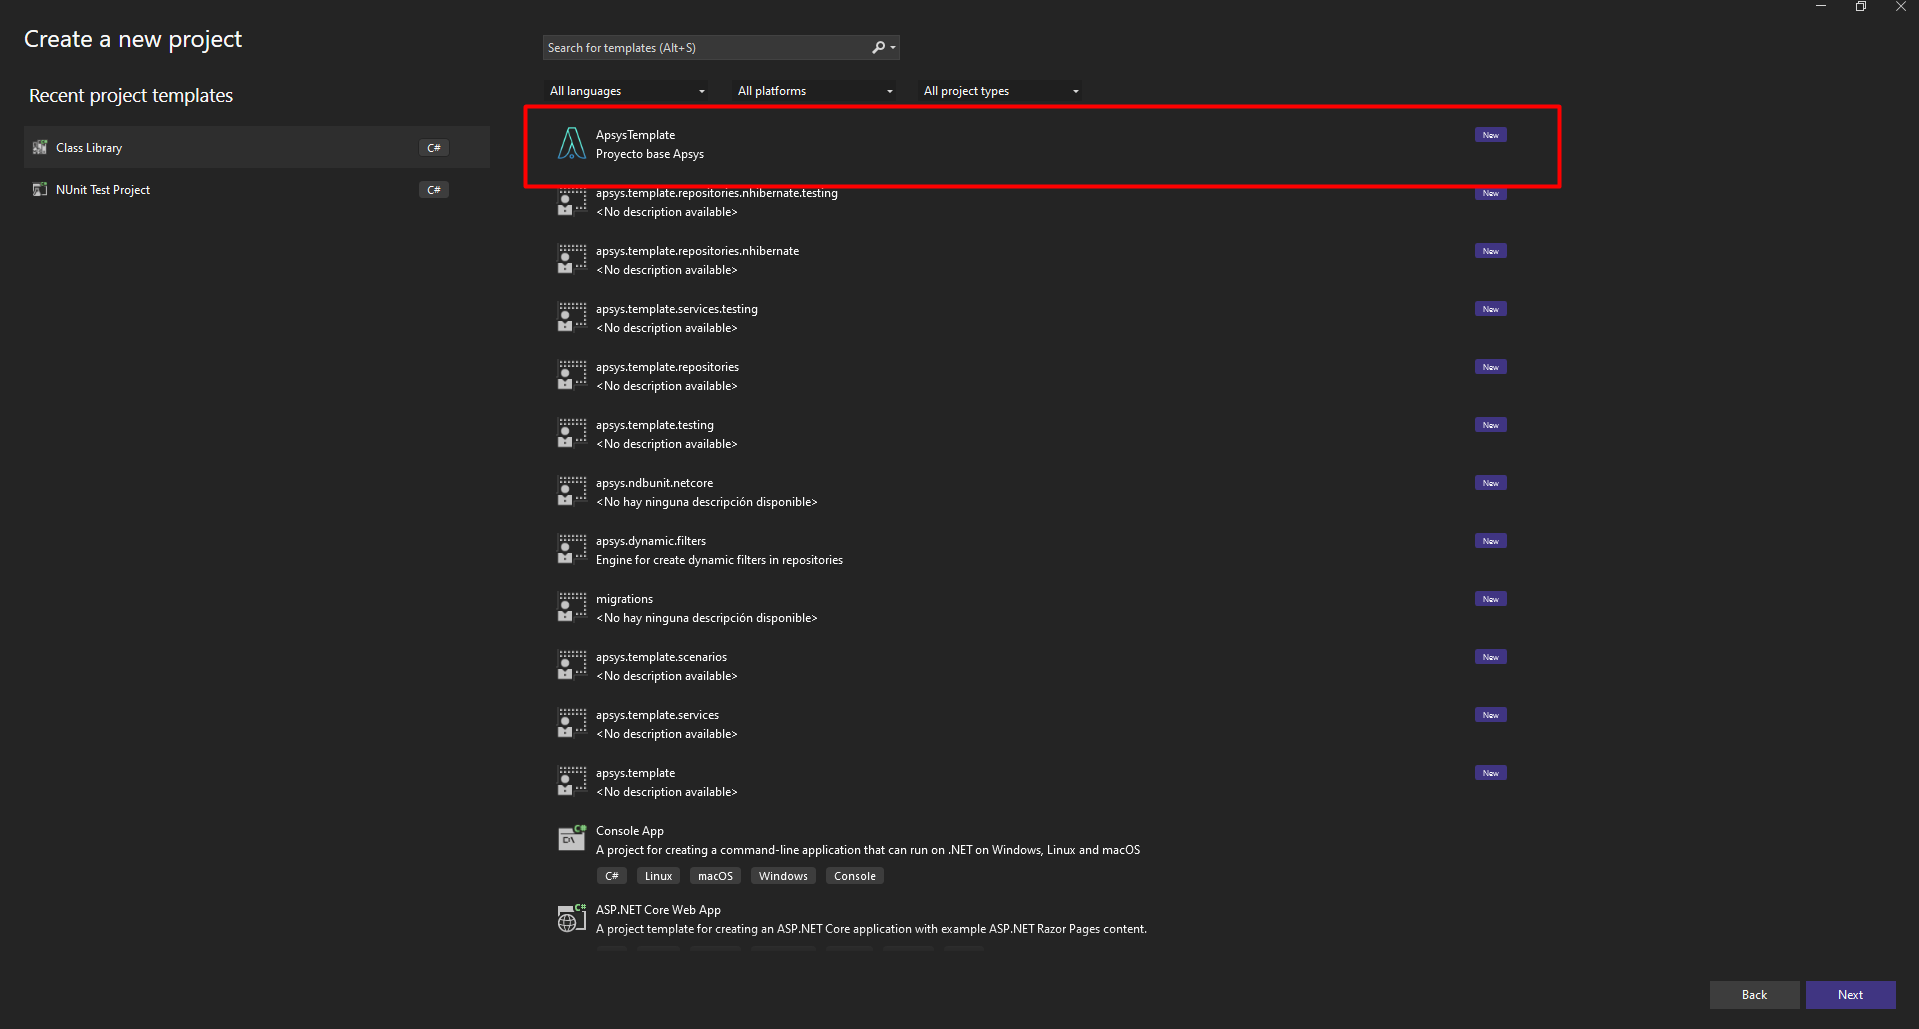 Create a new project
Recent project templates
Class Library
C#
NUnit Test Project
C#
Search for templates (Alt+S)
All languages
All platforms
All project types
ApsysTemplate
New
Proyecto base Apsys
apsys.template.repositories.nhibernate.testing
New
<No description available>
apsys.template.repositories.nhibernate
New
<No description available>
apsys.template.services.testing
New
<No description available>
apsys.template.repositories
New
<No description available>
apsys.template.testing
New
<No description available>
apsys.ndbunit.netcore
New
<No hay ninguna descripción disponible>
apsys.dynamic.filters
New
Engine for create dynamic filters in repositories
migrations
New
<No hay ninguna descripción disponible>
apsys.template.scenarios
New
<No description available>
apsys.template.services
New
<No description available>
apsys.template
New
<No description available>
Console App
A project for creating a command-line application that can run on .NET on Windows, Linux and macOS
C# Linux macOS Windows Console
ASP.NET Core Web App
A project template for creating an ASP.NET Core application with example ASP.NET Razor Pages content.
Back
Next